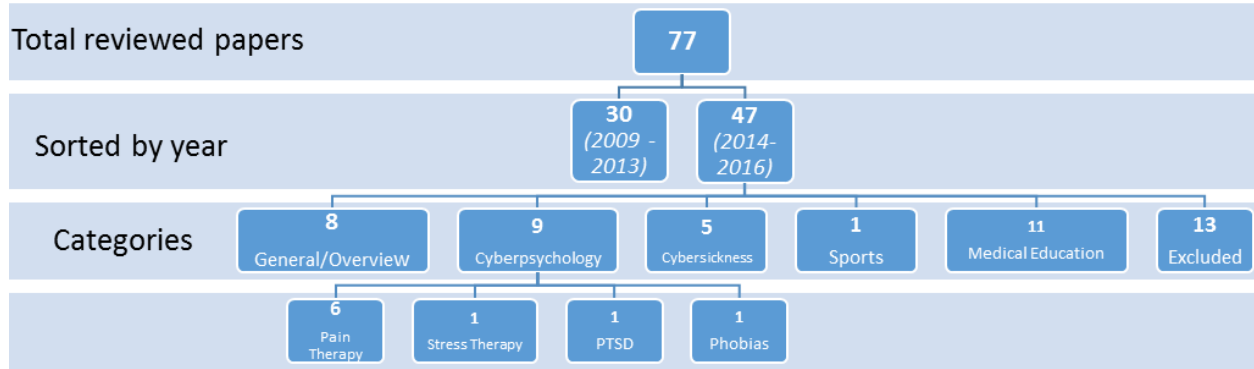 Total reviewed papers
77
Sorted by year
30
(2009 -
2013)
47
(2014-
2016)
Categories
8
General/Overview
9
Cyberpsychology
5
Cybersickness
1
Sports
11
Medical Education
13
Excluded
6
Pain
Therapy
1
Stress Therapy
1
PTSD
1
Phobias